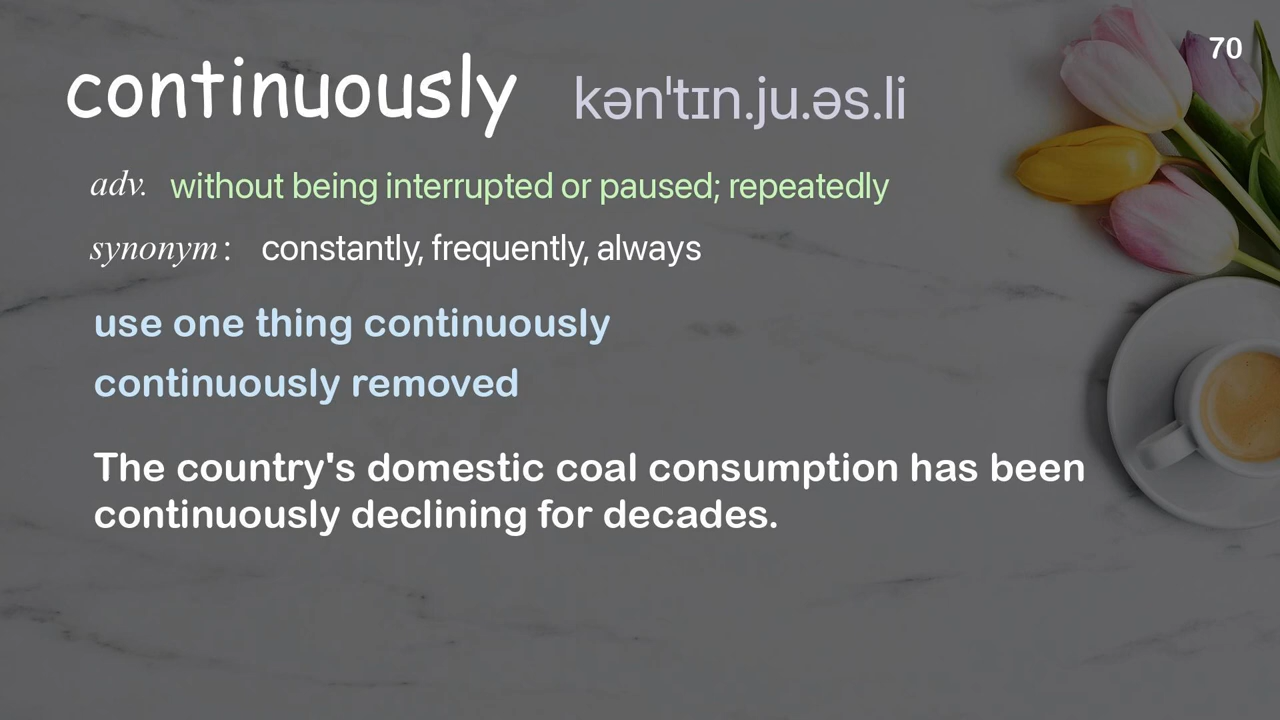 70
continuously kən'tɪn.ju.əs.li
adv. without being interrupted or paused; repeatedly
synonym: constantly, frequently, always
use one thing continuously
continuously removed
The country's domestic coal consumption has been
continuously declining for decades.